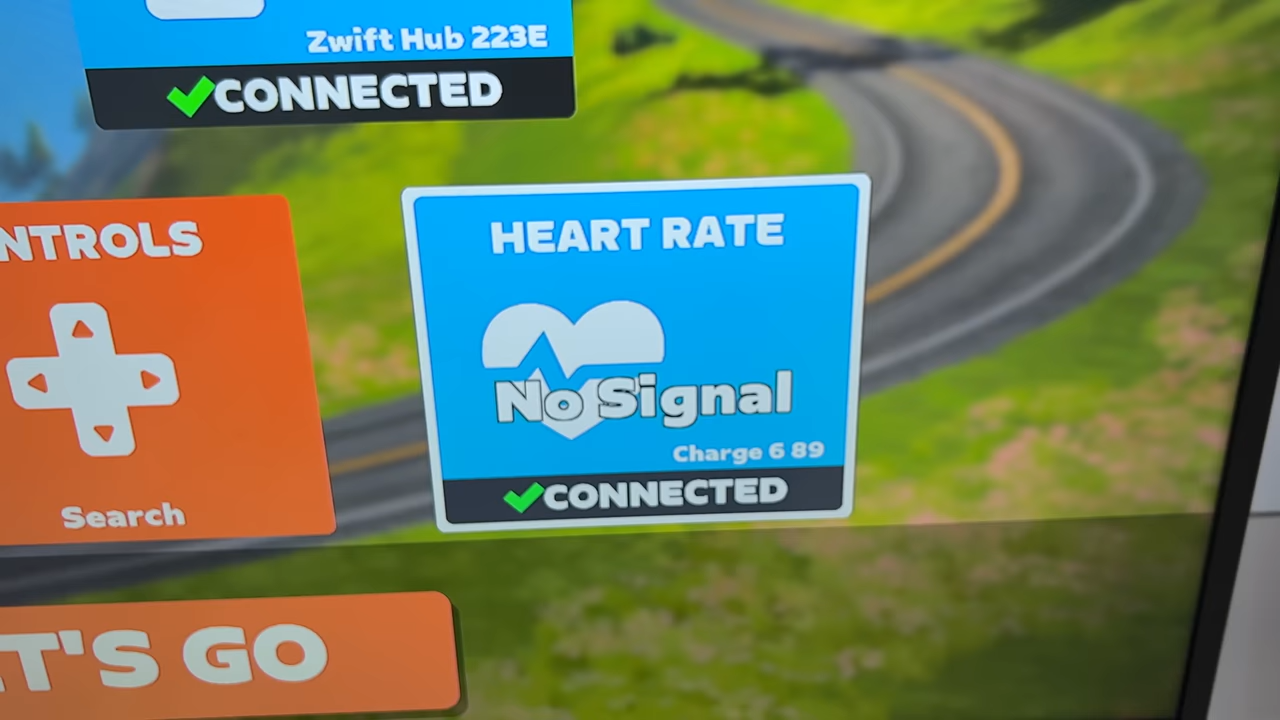 Zwift Hub 223E
CONNECTED
NTROLS
HEART RATE
No Signal
Charge 6 89
CONNECTED
Search
T'S GO